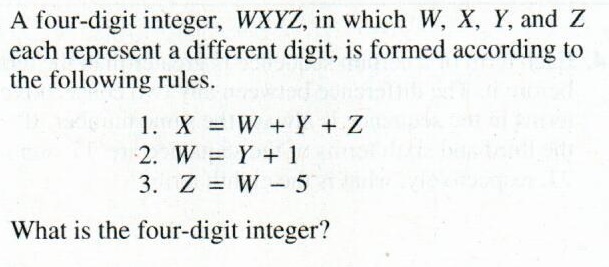 A four-digit integer, WXYZ, in which W, X, Y, and Z
each represent a different digit, is formed according to
the following rules.
1. X = W + Y + Z
2. W = Y + 1
3. Z = W - 5
What is the four-digit integer?